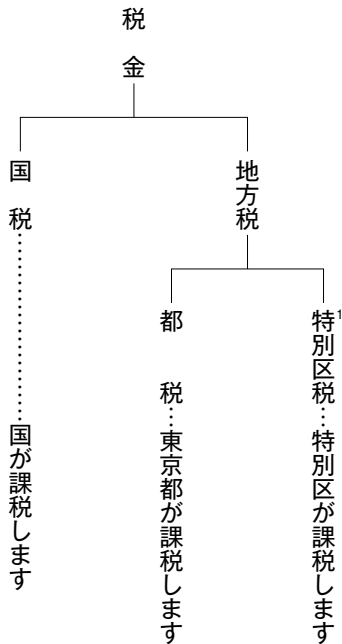 税金
地方税
特別区税…特別区が課税します
1
都税…東京都が課税します
国税……………………国が課税します